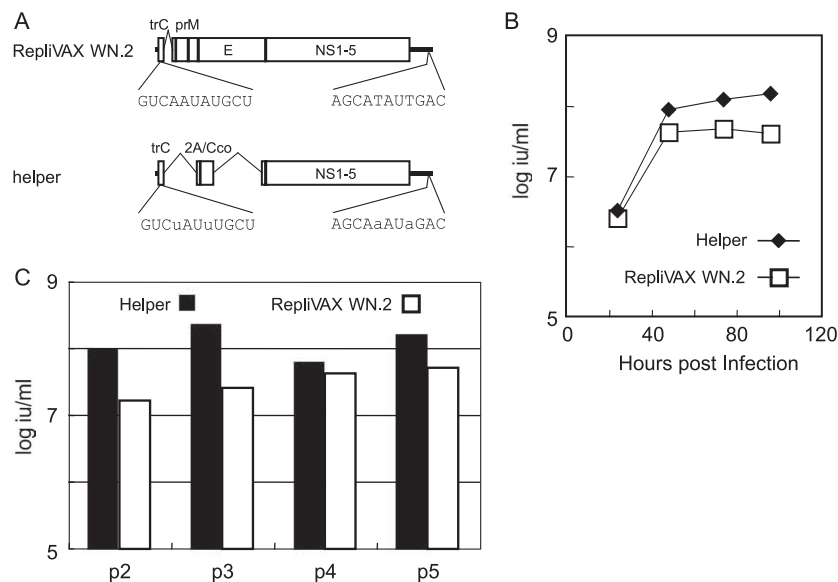 A
trC prM
RepliVAX WN.2
E
NS1-5
GUCAAUAUGCU
AGCATAUTGAC
trC 2A/Cco
helper
NS1-5
GUCuAUuUGCU
AGCAaAUaGAC
B
9
7
5
log iu/ml
Helper
RepliVAX WN.2
0 40 80 120
Hours post Infection
C
9
7
5
log iu/ml
Helper
RepliVAX WN.2
p2 p3 p4 p5